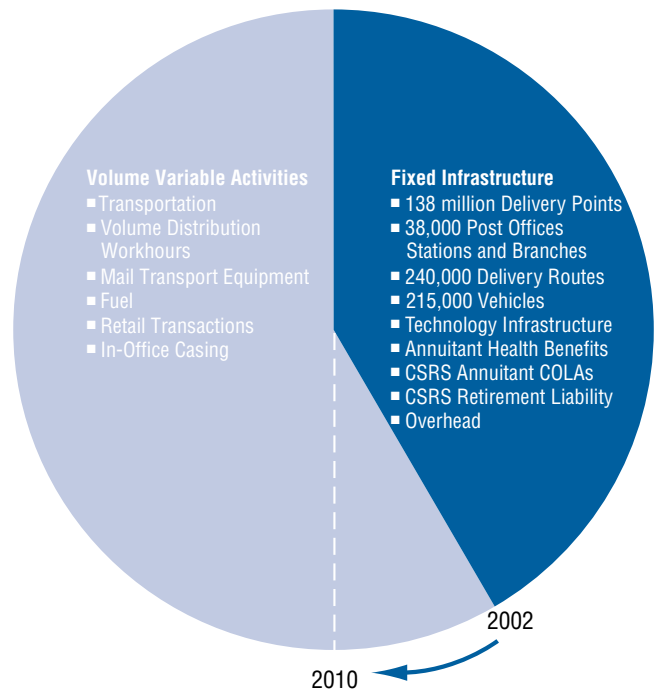 Volume Variable Activities
■ Transportation
■ Volume Distribution
Workhours
■ Mail Transport Equipment
■ Fuel
■ Retail Transactions
■ In-Office Casing
Fixed Infrastructure
■ 138 million Delivery Points
■ 38,000 Post Offices
Stations and Branches
■ 240,000 Delivery Routes
■ 215,000 Vehicles
■ Technology Infrastructure
■ Annuitant Health Benefits
■ CSRS Annuitant COLAs
■ CSRS Retirement Liability
■ Overhead
2002
2010